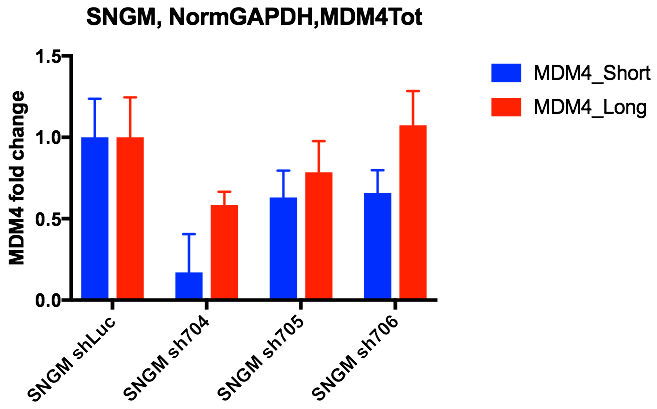 SNGM, NormGAPDH,MDM4Tot
MDM4 fold change
1.5
1.0
0.5
0.0
SNGM shLuc
SNGM sh704
SNGM sh705
SNGM sh706
MDM4_Short
MDM4_Long